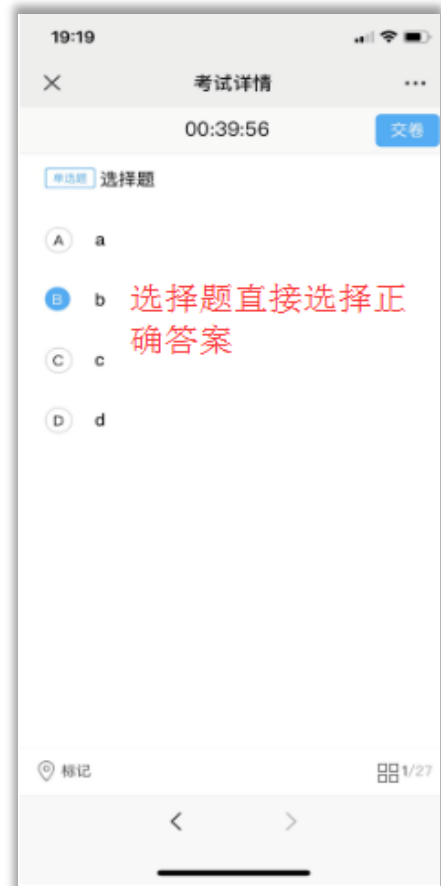 19:19
考试详情
00:39:56 交卷
单选题 选择题
A a
B b
选择题直接选择正
确答案
C c
D d
标记 1/27